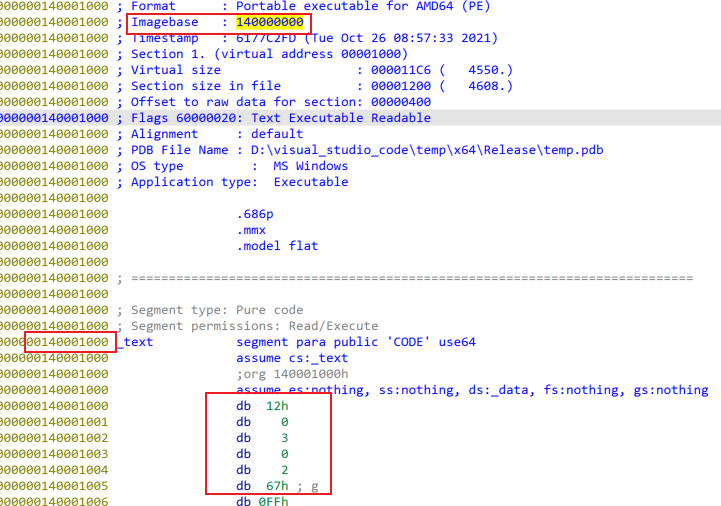 000000140001000 ; Format      : Portable executable for AMD64 (PE)
000000140001000 ; Imagebase   : 140000000
000000140001000 ; Timestamp   : 6177C2FD (Tue Oct 26 08:57:33 2021)
000000140001000 ; Section 1. (virtual address 00001000)
000000140001000 ; Virtual size                  : 000011C6 (   4550.)
000000140001000 ; Section size in file          : 00001200 (   4608.)
000000140001000 ; Offset to raw data for section: 00000400
000000140001000 ; Flags 60000020: Text Executable Readable
000000140001000 ; Alignment     : default
000000140001000 ; PDB File Name : D:\visual_studio_code\temp\x64\Release\temp.pdb
000000140001000 ; OS type         :  MS Windows
000000140001000 ; Application type:  Executable
000000140001000
000000140001000                 .686p
000000140001000                 .mmx
000000140001000                 .model flat
000000140001000
000000140001000 ; ===========================================================================
000000140001000
000000140001000 ; Segment type: Pure code
000000140001000 ; Segment permissions: Read/Execute
000000140001000 _text           segment para public 'CODE' use64
000000140001000                 assume cs:_text
000000140001000                 ;org 140001000h
000000140001000                 assume es:nothing, ss:nothing, ds:_data, fs:nothing, gs:nothing
000000140001000                 db  12h
000000140001001                 db    0
000000140001002                 db    3
000000140001003                 db    0
000000140001004                 db    2
000000140001005                 db  67h ; g
000000140001006                 db 0FFh